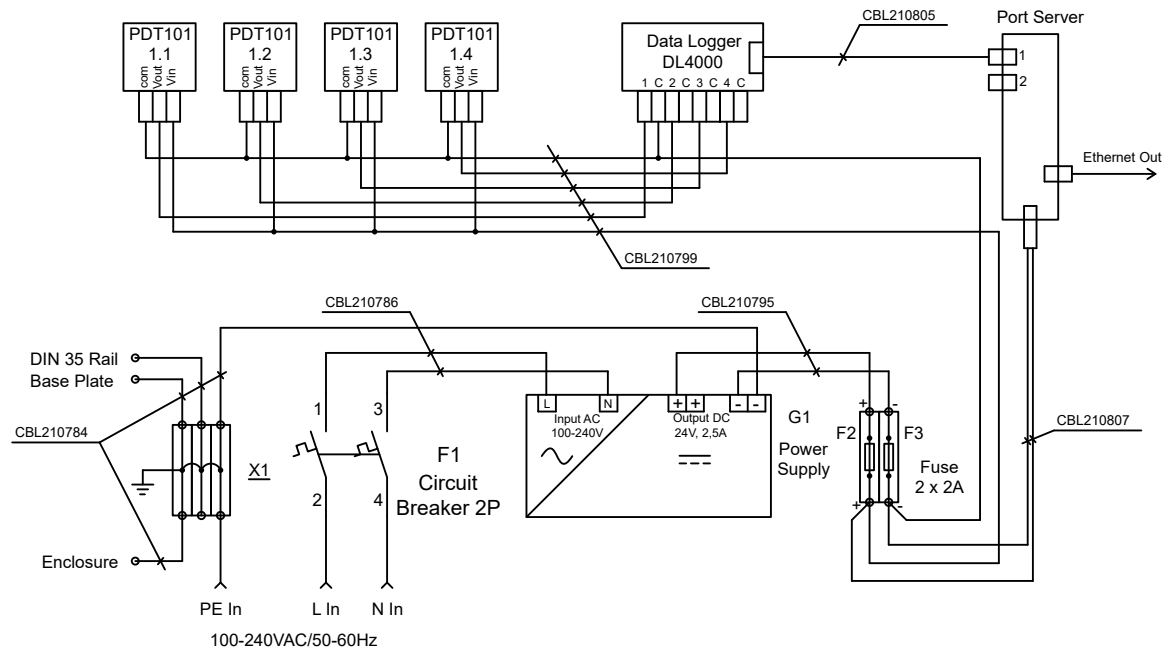 PDT101
1.1
com
Vout
Vin
PDT101
1.2
com
Vout
Vin
PDT101
1.3
com
Vout
Vin
PDT101
1.4
com
Vout
Vin
Data Logger
DL4000
1 C 2 C 3 C 4 C
CBL210805
Port Server
1
2
Ethernet Out
CBL210799
CBL210786
CBL210795
DIN 35 Rail
Base Plate
CBL210784
X1
Enclosure
1
3
2
4
F1
Circuit
Breaker 2P
L
N
Input AC
100-240V
+ +
- -
Output DC
24V, 2,5A
G1
Power
Supply
+
-
F2
F3
+
-
Fuse
2 x 2A
CBL210807
PE In
L In
N In
100-240VAC/50-60Hz